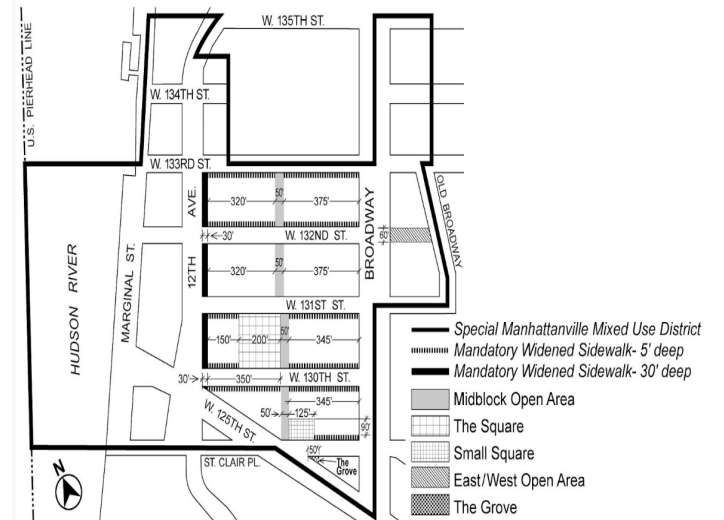 W. 135TH ST.
U.S. PIERHEAD LINE
W. 134TH ST.
W. 133RD ST.
HUDSON RIVER
MARGINAL ST.
12TH AVE.
BROADWAY
OLD BROADWAY
320' 50' 375'
30' W. 132ND ST.
60'
320' 50' 375'
W. 131ST ST.
150' 200' 50' 345'
30' 350' W. 130TH ST.
345'
50' 125'
90'
W. 125TH ST.
50'
The
Grove
ST. CLAIR PL.
N
Special Manhattanville Mixed Use District
Mandatory Widened Sidewalk- 5' deep
Mandatory Widened Sidewalk- 30' deep
Midblock Open Area
The Square
Small Square
East/West Open Area
The Grove